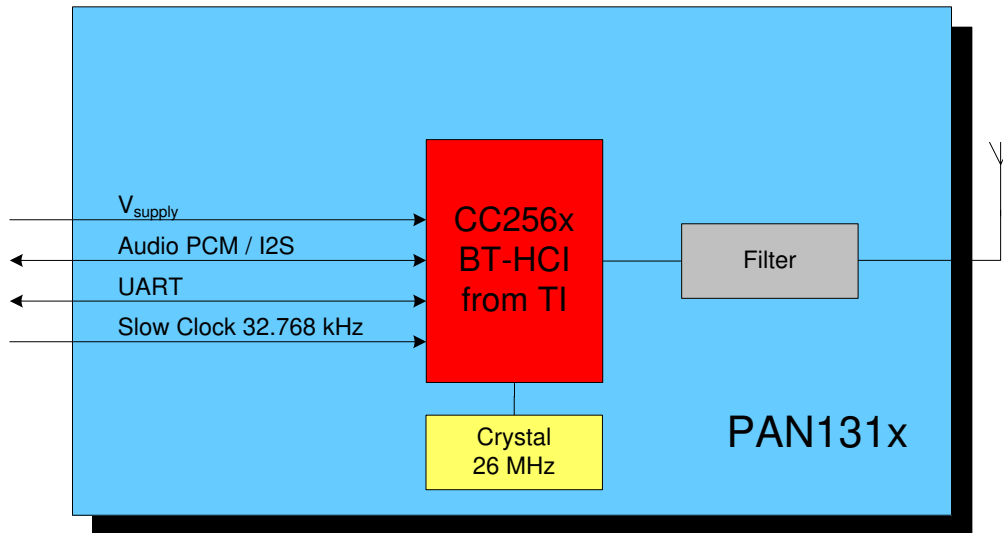 V_supply
Audio PCM / I2S
UART
Slow Clock 32.768 kHz
CC256x
BT-HCI
from TI
Filter
Crystal
26 MHz
PAN131x